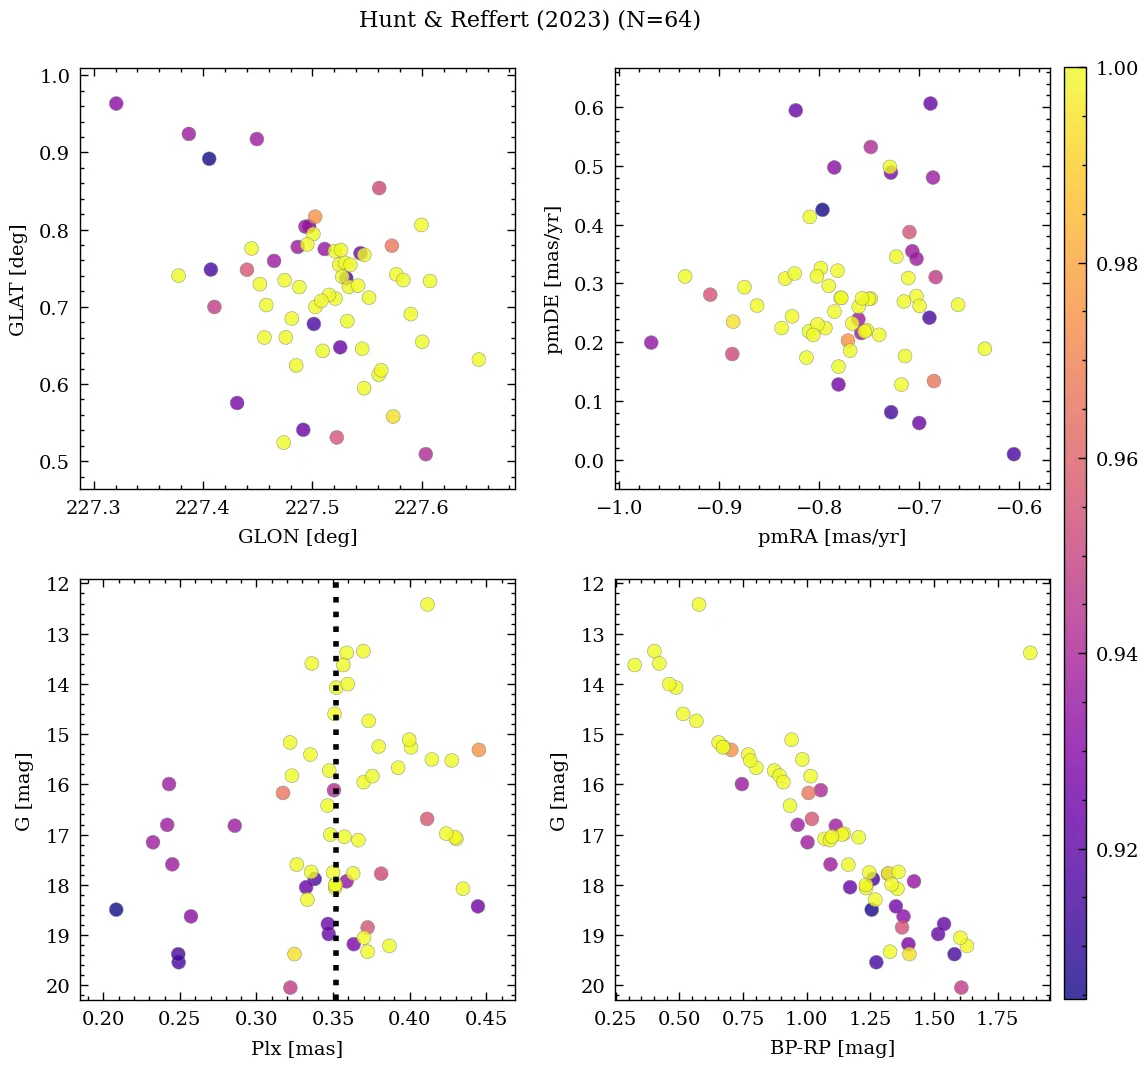 Hunt & Reffert (2023) (N=64)
1.0
0.9
0.8
0.7
0.6
0.5
GLAT [deg]
227.3 227.4 227.5 227.6
GLON [deg]
0.6
0.5
0.4
0.3
0.2
0.1
0.0
pmDE [mas/yr]
−1.0 −0.9 −0.8 −0.7 −0.6
pmRA [mas/yr]
1.00
0.98
0.96
0.94
0.92
12
13
14
15
16
17
18
19
20
G [mag]
0.20 0.25 0.30 0.35 0.40 0.45
Plx [mas]
12
13
14
15
16
17
18
19
20
G [mag]
0.25 0.50 0.75 1.00 1.25 1.50 1.75
BP-RP [mag]